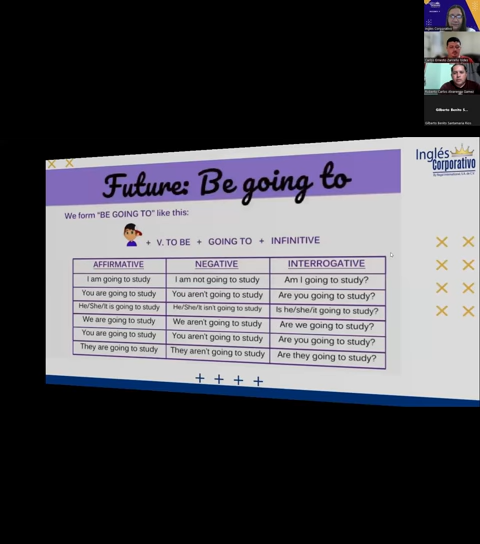 Inglés
Corporativo
Future: Be going to
We form "BE GOING TO" like this:
+ V. TO BE + GOING TO + INFINITIVE
AFFIRMATIVE NEGATIVE INTERROGATIVE
I am going to study I am not going to study Am I going to study?
You are going to study You aren't going to study Are you going to study?
He/She/It is going to study He/She/It isn't going to study Is he/she/it going to study?
We are going to study We aren't going to study Are we going to study?
You are going to study You aren't going to study Are you going to study?
They are going to study They aren't going to study Are they going to study?